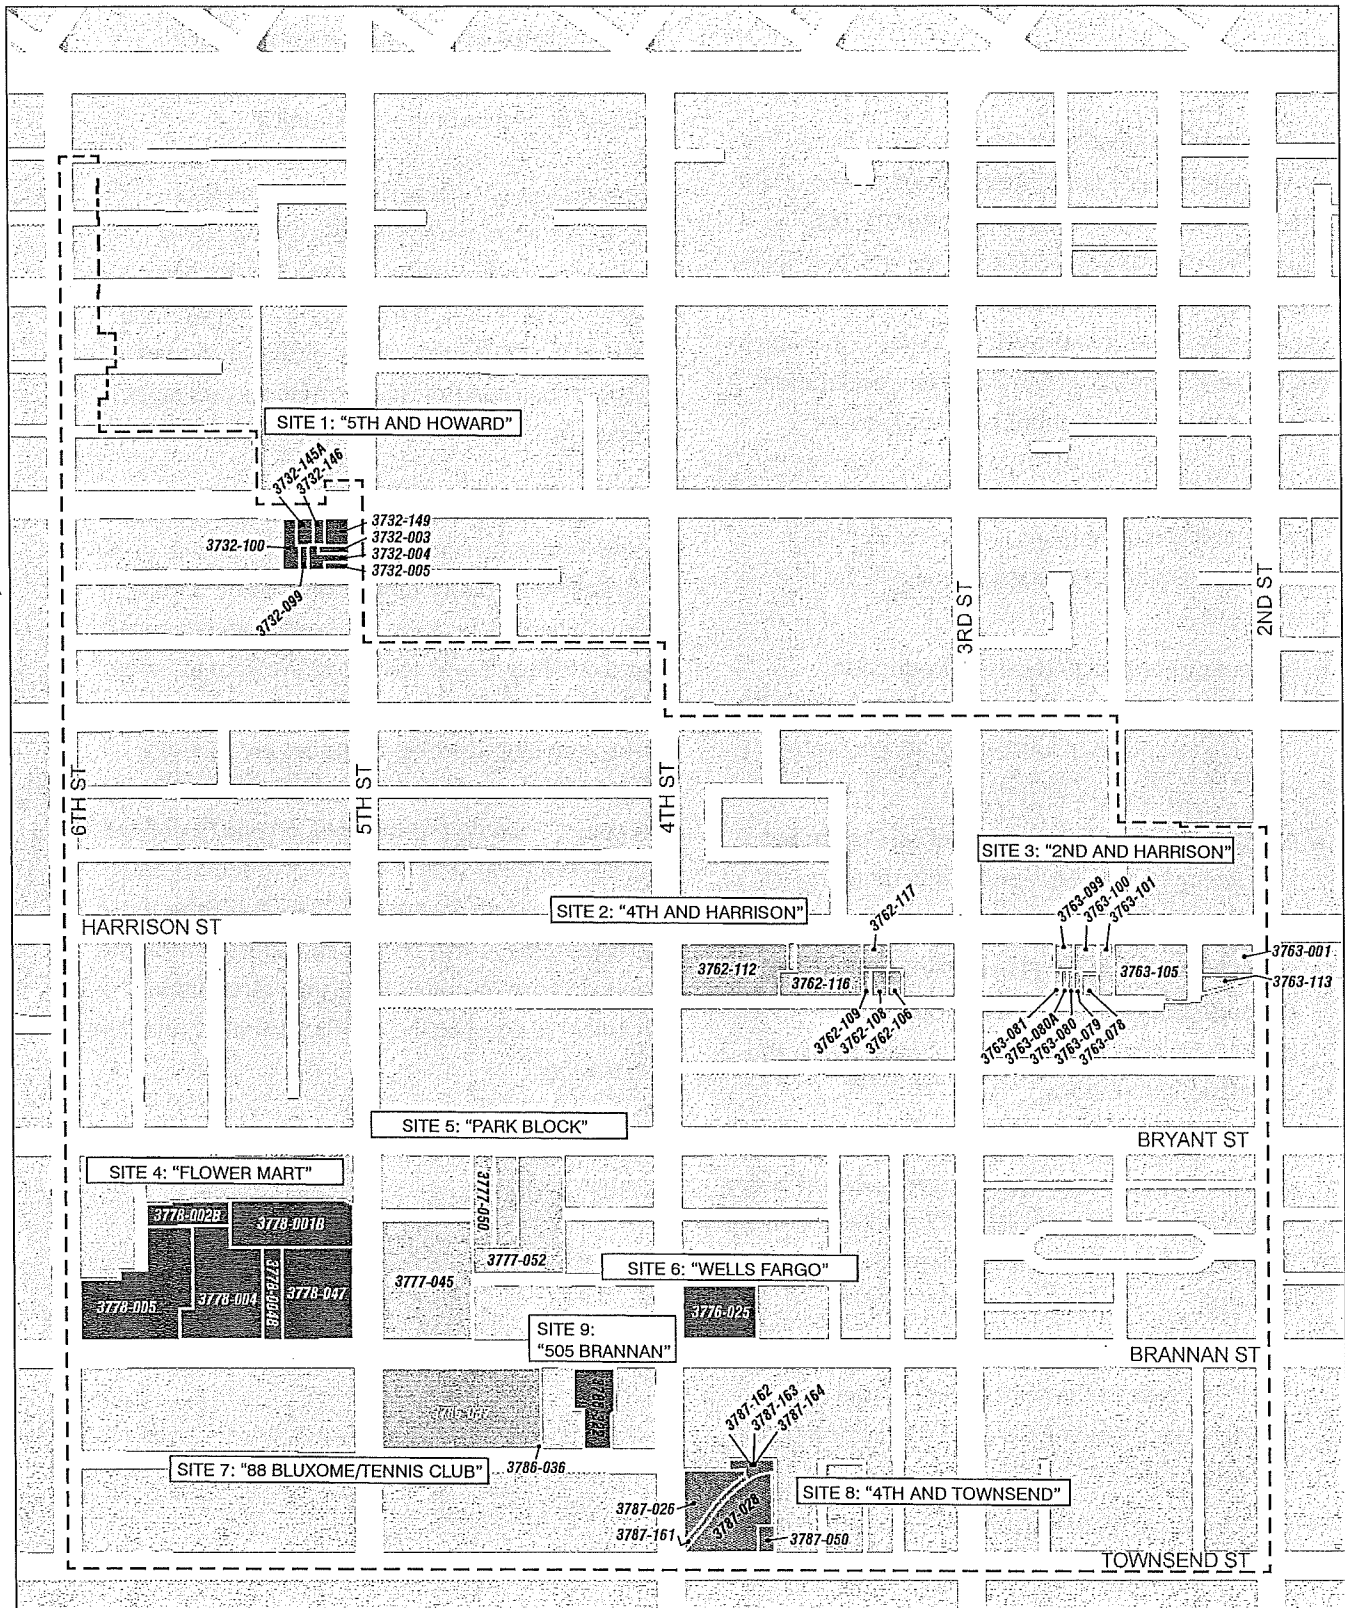 SITE 1: "5TH AND HOWARD"
3732-145A
3732-146
3732-149
3732-003
3732-100
3732-004
3732-005
3732-099
3RD ST
2ND ST
6TH ST
5TH ST
4TH ST
SITE 3: "2ND AND HARRISON"
3763-099
3763-100
3763-101
SITE 2: "4TH AND HARRISON"
3762-117
HARRISON ST
3762-112
3762-116
3763-105
3763-001
3763-113
3762-109
3762-108
3762-106
3763-081
3763-080A
3763-080
3763-079
3763-078
SITE 5: "PARK BLOCK"
BRYANT ST
SITE 4: "FLOWER MART"
3777-050
3778-002B
3778-001B
3777-052
SITE 6: "WELLS FARGO"
3777-045
3778-005
3778-004
3778-004B
3778-047
3776-025
SITE 9:
"505 BRANNAN"
BRANNAN ST
3787-162
3787-163
3787-164
SITE 7: "88 BLUXOME/TENNIS CLUB"
3786-036
SITE 8: "4TH AND TOWNSEND"
3787-026
3787-028
3787-161
3787-050
TOWNSEND ST